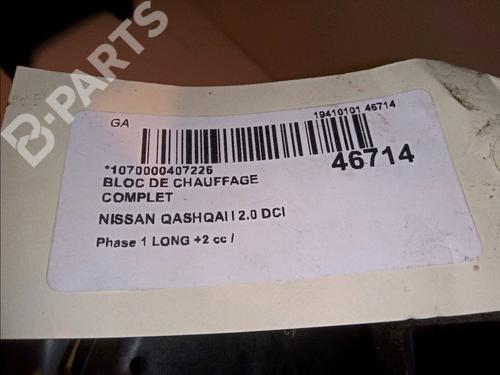 B-PARTS
GA
19410101 46714
*1070000407226
46714
BLOC DE CHAUFFAGE
COMPLET
NISSAN QASHQAI I 2.0 DCI
Phase 1 LONG +2 cc /